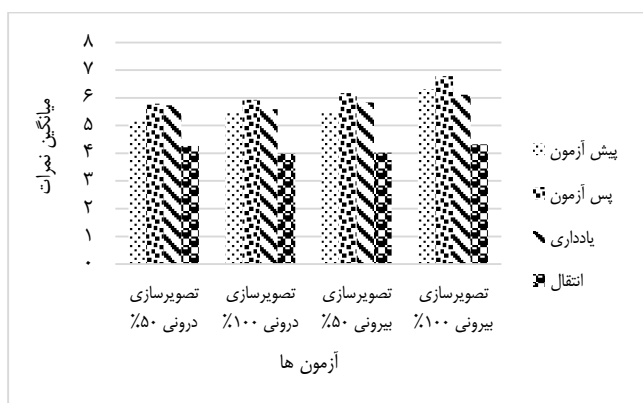 میانگین نمرات
۸
۷
۶
۵
۴
۳
۲
۱
۰
تصویرسازی
درونی ۵۰٪
تصویرسازی
درونی ۱۰۰٪
تصویرسازی
بیرونی ۵۰٪
تصویرسازی
بیرونی ۱۰۰٪
آزمون ها
پیش آزمون
پس آزمون
یادداری
انتقال